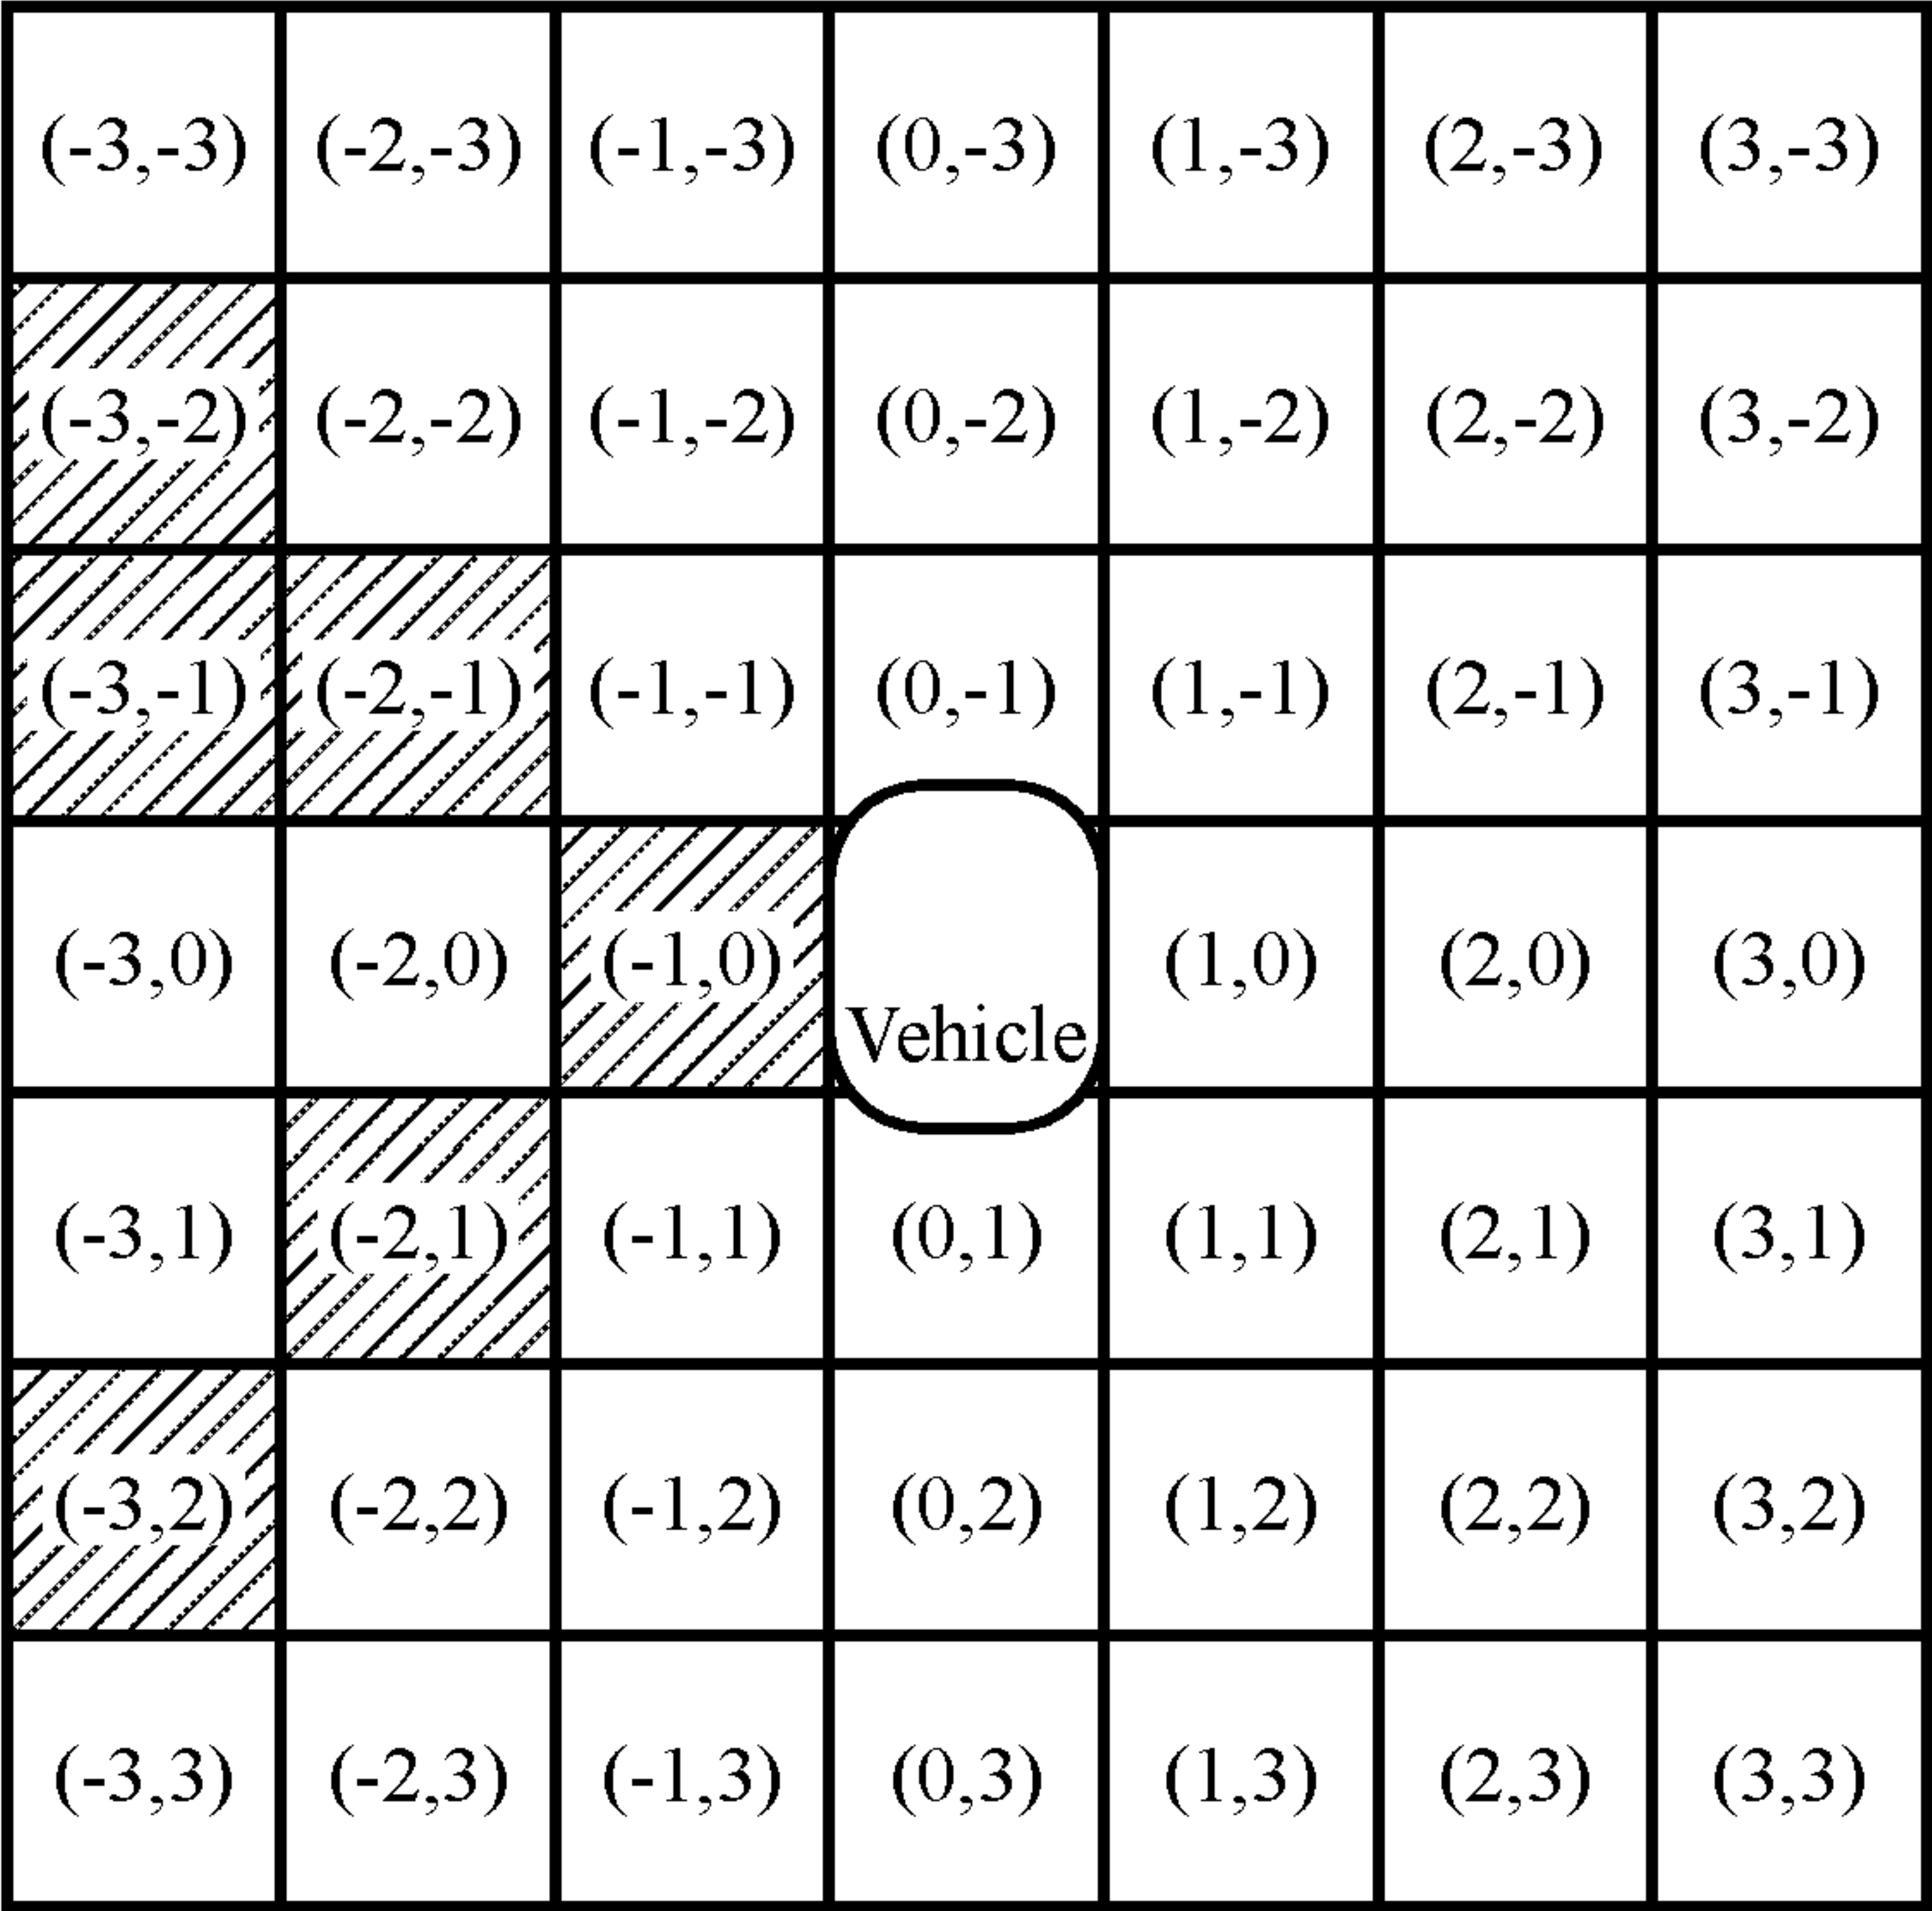 (-3,-3) (-2,-3) (-1,-3) (0,-3) (1,-3) (2,-3) (3,-3)
(-3,-2) (-2,-2) (-1,-2) (0,-2) (1,-2) (2,-2) (3,-2)
(-3,-1) (-2,-1) (-1,-1) (0,-1) (1,-1) (2,-1) (3,-1)
(-3,0) (-2,0) (-1,0) (1,0) (2,0) (3,0)
Vehicle
(-3,1) (-2,1) (-1,1) (0,1) (1,1) (2,1) (3,1)
(-3,2) (-2,2) (-1,2) (0,2) (1,2) (2,2) (3,2)
(-3,3) (-2,3) (-1,3) (0,3) (1,3) (2,3) (3,3)